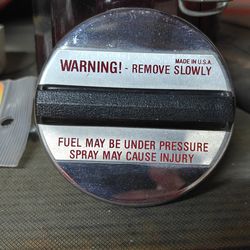 MADE IN U.S.A.
WARNING! - REMOVE SLOWLY
FUEL MAY BE UNDER PRESSURE
SPRAY MAY CAUSE INJURY